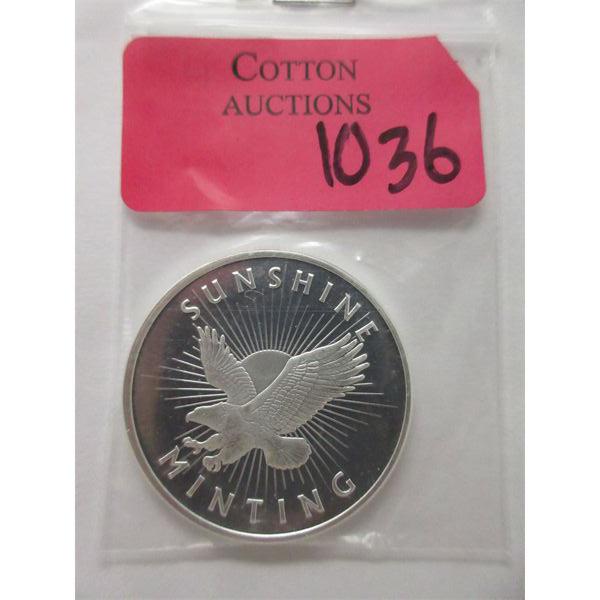 COTTON
AUCTIONS
1036
SUNSHINE
MINTING